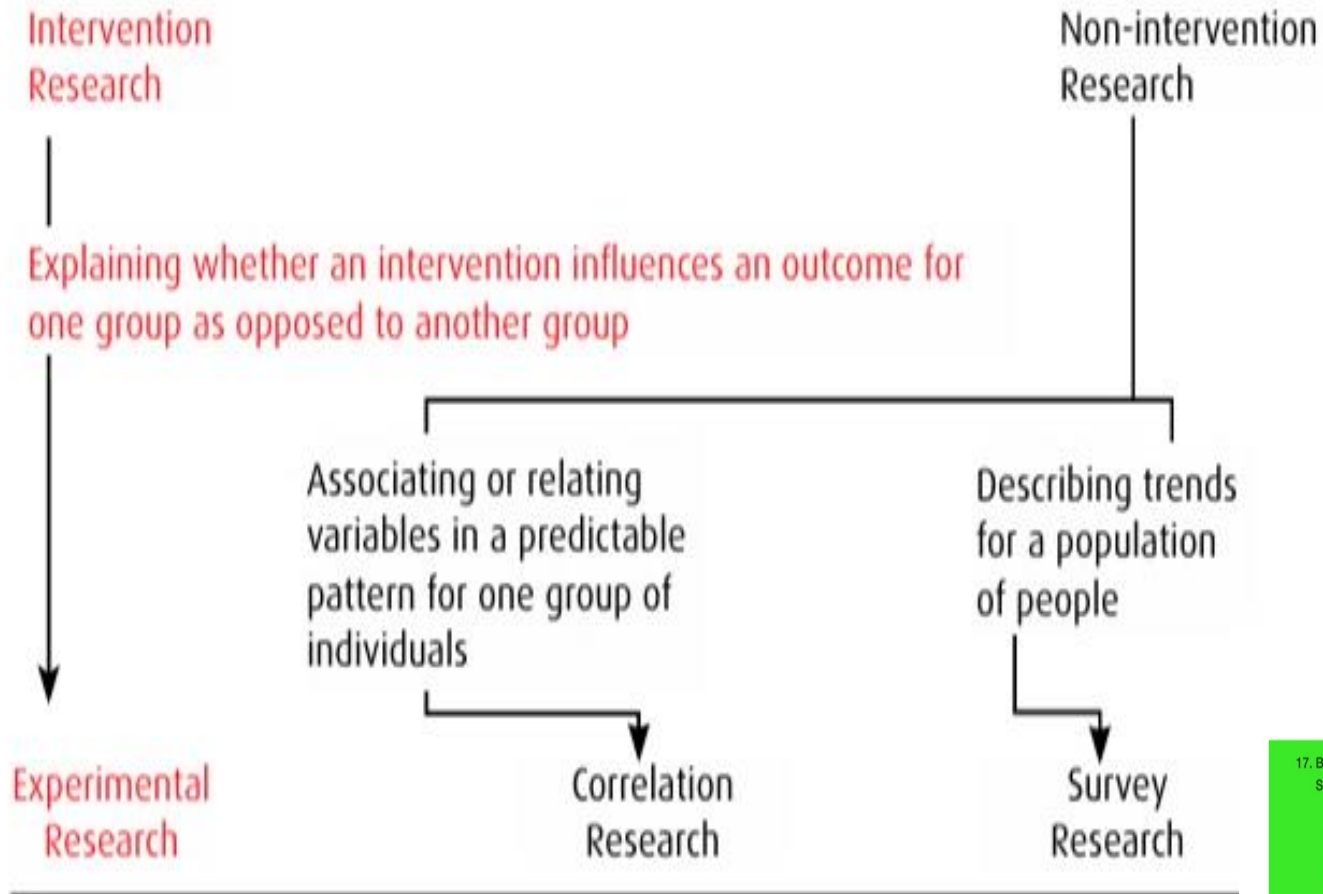 Intervention
Research
Non-intervention
Research
Explaining whether an intervention influences an outcome for
one group as opposed to another group
Associating or relating
variables in a predictable
pattern for one group of
individuals
Describing trends
for a population
of people
Experimental
Research
Correlation
Research
Survey
Research
17.